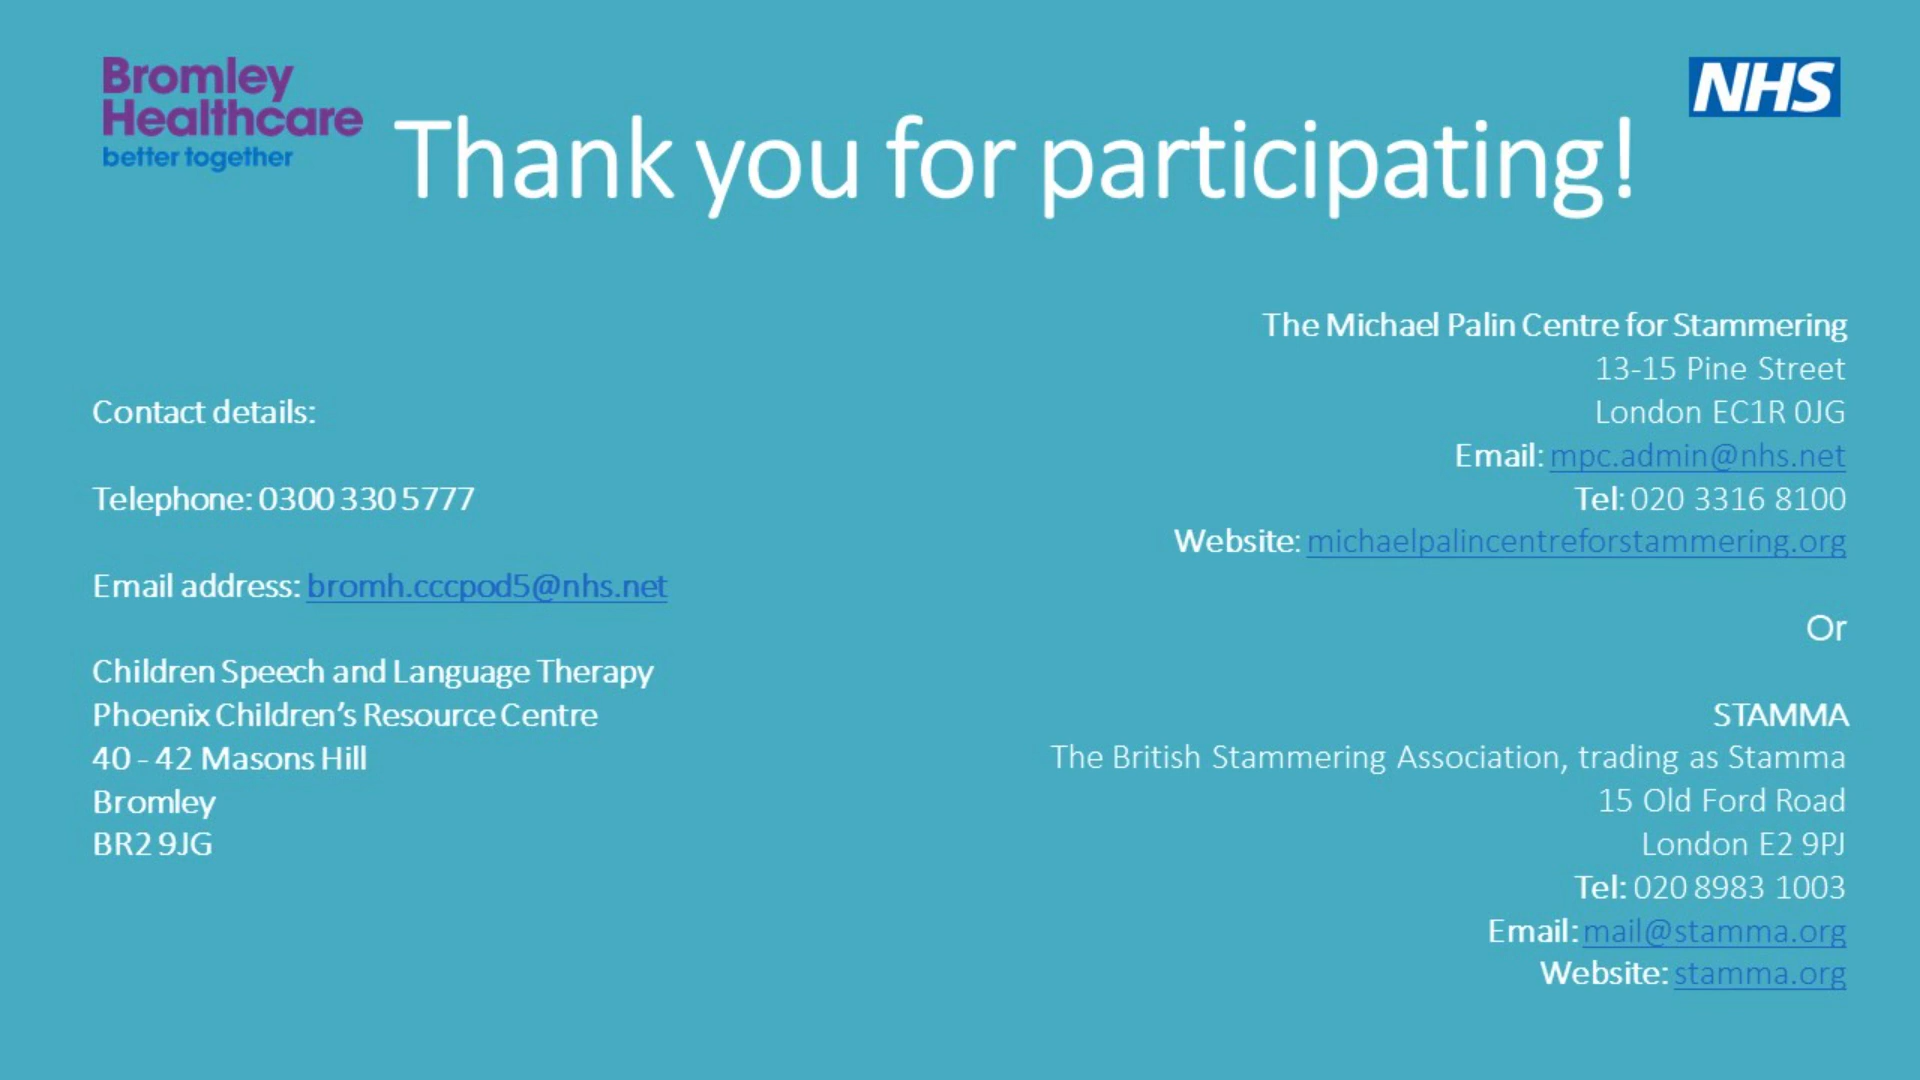 Bromley
Healthcare
better together
NHS
Thank you for participating!
Contact details:
Telephone: 0300 330 5777
Email address: bromh.cccpod5@nhs.net
Children Speech and Language Therapy
Phoenix Children's Resource Centre
40 - 42 Masons Hill
Bromley
BR2 9JG
The Michael Palin Centre for Stammering
13-15 Pine Street
London EC1R 0JG
Email: mpc.admin@nhs.net
Tel: 020 3316 8100
Website: michaelpalincentreforstammering.org
Or
STAMMA
The British Stammering Association, trading as Stamma
15 Old Ford Road
London E2 9PJ
Tel: 020 8983 1003
Email: mail@stamma.org
Website: stamma.org